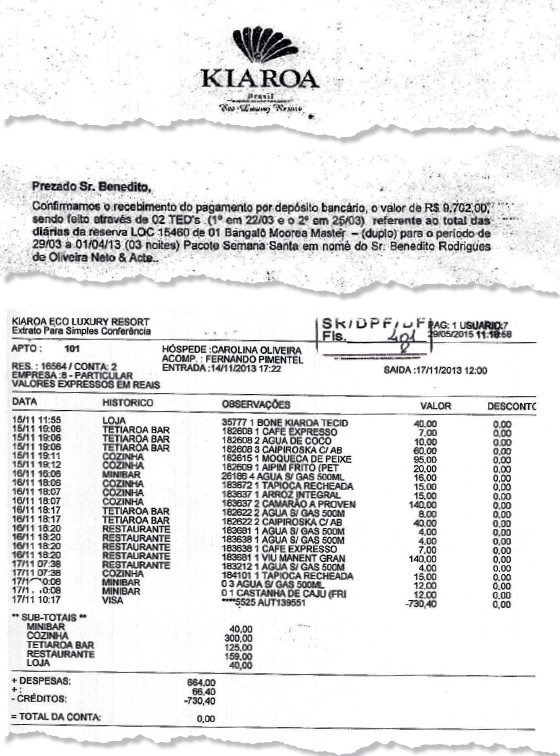 KIAROA
Brasil
Eco-Luxury Resort
Prezado Sr. Benedito,
Confirmamos o recebimento do pagamento por depósito bancário, o valor de R$ 9.702,00,
sendo feito através de 02 TED's (1º em 22/03 e o 2º em 25/03) referente ao total das
diárias da reserva LOC 15460 de 01 Bangalô Moorea Master – (duplo) para o período de
29/03 a 01/04/13 (03 noites) Pacote Semana Santa em nome do Sr. Benedito Rodrigues
de Oliveira Neto & Acte..
KIAROA ECO LUXURY RESORT SR/DPF/DF PAG: 1 USUARIO:7
Extrato Para Simples Conferência Fls. 401 29/05/2015 11:18:58
APTO : 101 HÓSPEDE :CAROLINA OLIVEIRA
ACOMP. : FERNANDO PIMENTEL
RES. : 16564 / CONTA: 2 ENTRADA :14/11/2013 17:22 SAIDA :17/11/2013 12:00
EMPRESA :8 - PARTICULAR
VALORES EXPRESSOS EM REAIS
DATA HISTORICO OBSERVAÇÕES VALOR DESCONTO
15/11 11:55 LOJA 35777 1 BONE KIAROA TECID 40,00 0,00
15/11 19:06 TETIAROA BAR 182608 1 CAFE EXPRESSO 7,00 0,00
15/11 19:06 TETIAROA BAR 182608 2 AGUA DE COCO 10,00 0,00
15/11 19:06 TETIAROA BAR 182608 3 CAIPIROSKA C/ AB 60,00 0,00
15/11 19:11 COZINHA 182615 1 MOQUECA DE PEIXE 95,00 0,00
15/11 19:12 COZINHA 182609 1 AIPIM FRITO (PET 20,00 0,00
16/11 16:06 MINIBAR 26186 4 AGUA S/ GAS 500ML 16,00 0,00
16/11 18:06 COZINHA 183672 1 TAPIOCA RECHEADA 15,00 0,00
16/11 18:07 COZINHA 183637 1 ARROZ INTEGRAL 15,00 0,00
16/11 18:07 COZINHA 183637 2 CAMARÃO A PROVEN 140,00 0,00
16/11 18:17 TETIAROA BAR 182622 2 AGUA S/ GAS 500M 8,00 0,00
16/11 18:17 TETIAROA BAR 182622 2 CAIPIROSKA C/ AB 40,00 0,00
16/11 18:20 RESTAURANTE 183681 1 AGUA S/ GAS 500M 4,00 0,00
16/11 18:20 RESTAURANTE 183638 1 AGUA S/ GAS 500M 4,00 0,00
16/11 18:20 RESTAURANTE 183638 1 CAFE EXPRESSO 7,00 0,00
16/11 18:20 RESTAURANTE 183681 1 VIU MANENT GRAN 140,00 0,00
17/11 07:38 RESTAURANTE 183212 1 AGUA S/ GAS 500M 4,00 0,00
17/11 07:38 COZINHA 184101 1 TAPIOCA RECHEADA 15,00 0,00
0:08 MINIBAR 0 3 AGUA S/ GAS 500ML 12,00 0,00
0:08 MINIBAR 0 1 CASTANHA DE CAJU (FRI 12,00 0,00
17/11 10:17 VISA ****5525 AUT139551 -730,40 0,00
** SUB-TOTAIS **
MINIBAR 40,00
COZINHA 300,00
TETIAROA BAR 125,00
RESTAURANTE 159,00
LOJA 40,00
+ DESPESAS: 664,00
+ : 66,40
- CRÉDITOS: -730,40
= TOTAL DA CONTA: 0,00